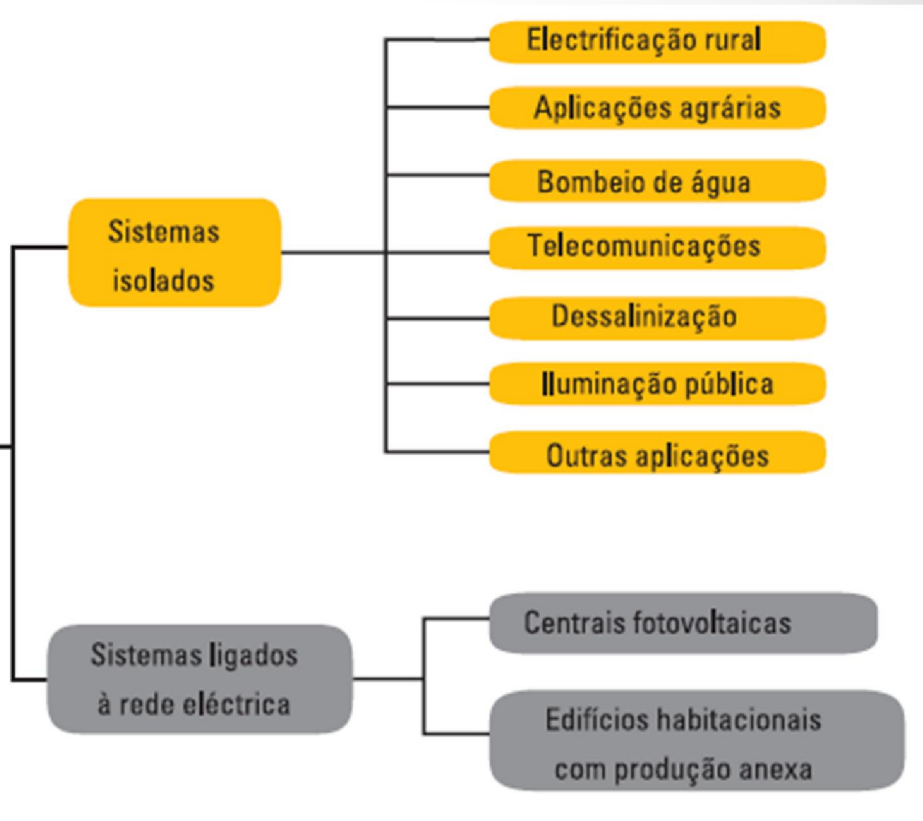 Electrificação rural
Aplicações agrárias
Bombeio de água
Sistemas
isolados
Telecomunicações
Dessalinização
Iluminação pública
Outras aplicações
Sistemas ligados
à rede eléctrica
Centrais fotovoltaicas
Edifícios habitacionais
com produção anexa